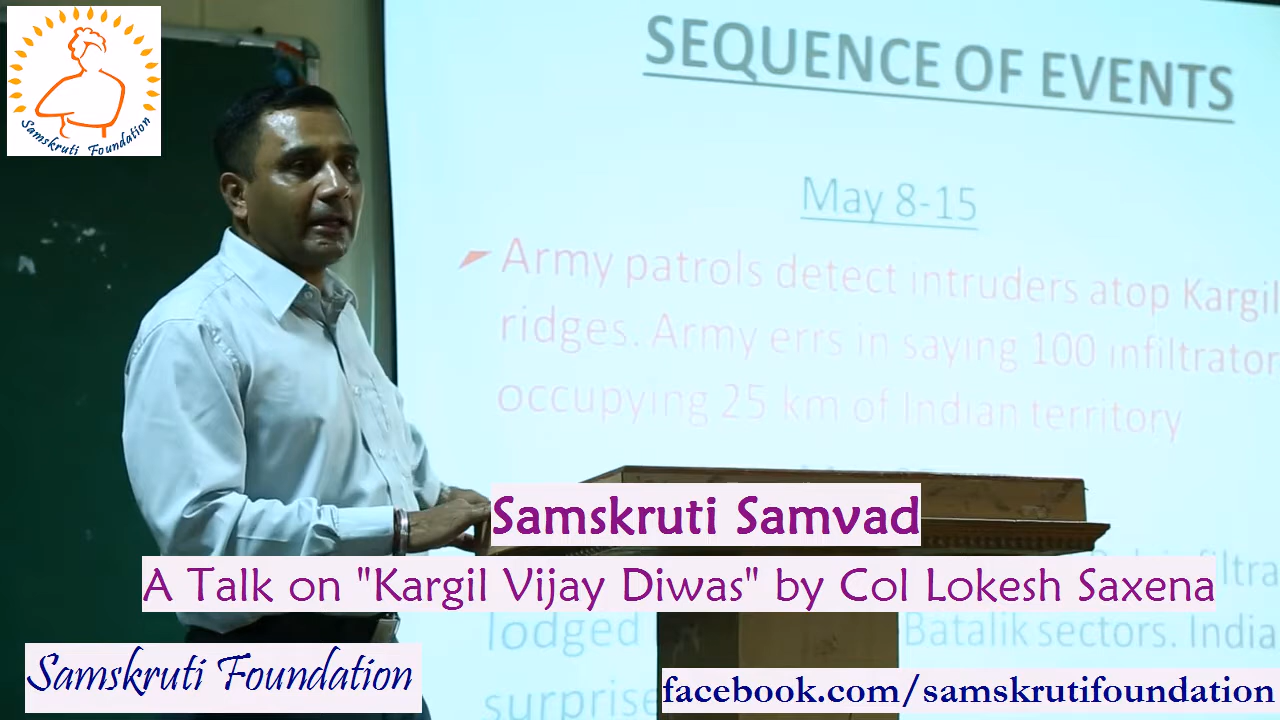 Samskruti Foundation
SEQUENCE OF EVENTS
May 8-15
Army patrols detect intruders atop Kargil
ridges. Army errs in saying 100 infiltrator
occupying 25 km of Indian territory
Samskruti Samvad
A Talk on "Kargil Vijay Diwas" by Col Lokesh Saxena
lodged Batalik sectors. India
surprise
Samskruti Foundation
facebook.com/samskrutifoundation